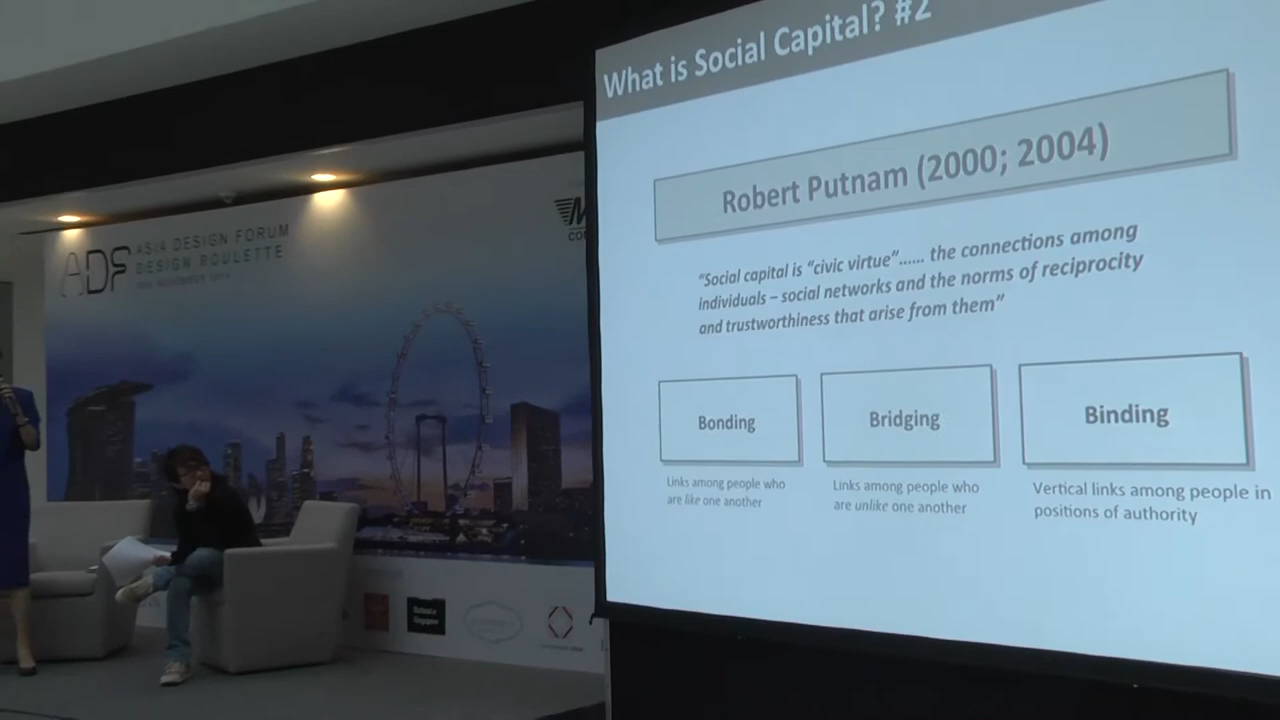 What is Social Capital? #2
Robert Putnam (2000; 2004)
"Social capital is "civic virtue"...... the connections among
individuals – social networks and the norms of reciprocity
and trustworthiness that arise from them"
Bonding
Bridging
Binding
Links among people who
are like one another
Links among people who
are unlike one another
Vertical links among people in
positions of authority
ADF
ASIA DESIGN FORUM
DESIGN ROULETTE